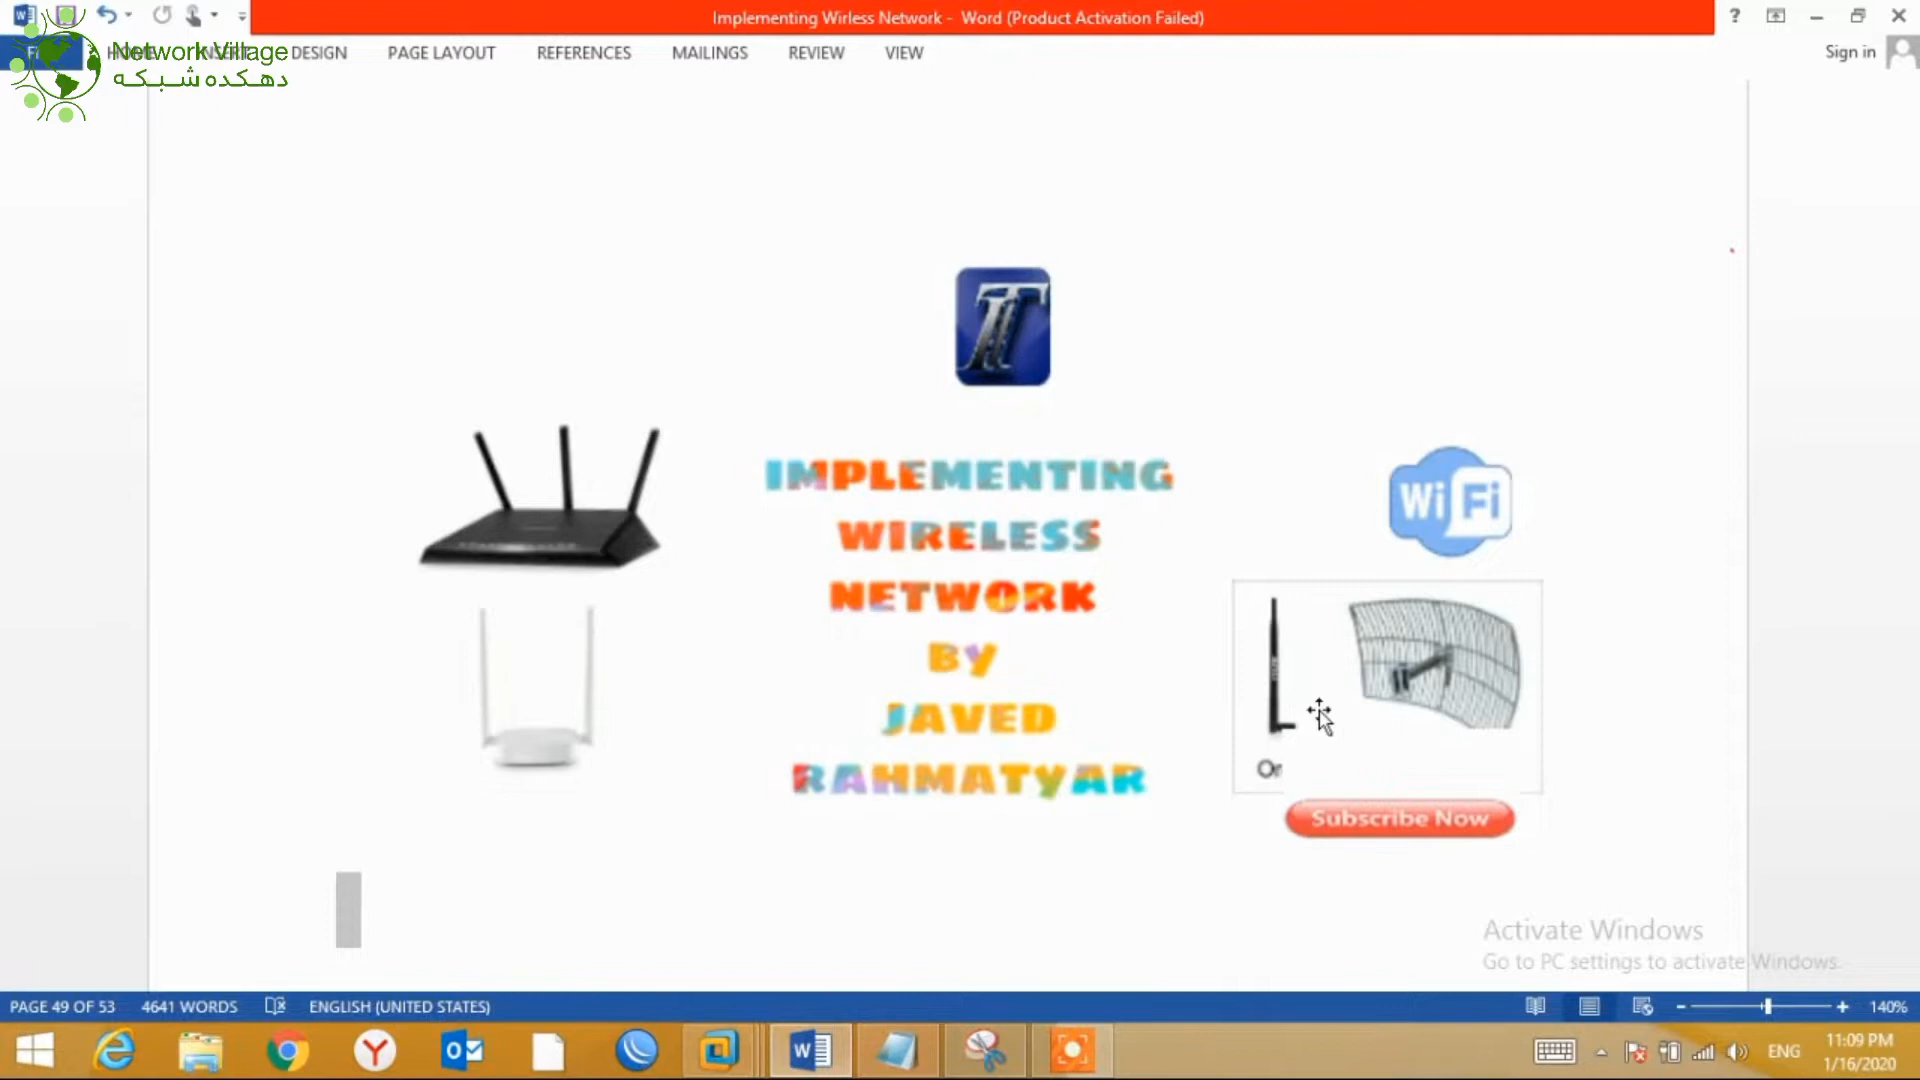 Implementing Wirless Network - Word (Product Activation Failed)
HOME INSERT DESIGN PAGE LAYOUT REFERENCES MAILINGS REVIEW VIEW
Sign in
Network Village
دهکده شبکه
IMPLEMENTING
WIRELESS
NETWORK
BY
JAVED
RAHMATYAR
Wi Fi
Or
Subscribe Now
Activate Windows
Go to PC settings to activate Windows.
PAGE 49 OF 53 4641 WORDS ENGLISH (UNITED STATES)
140%
ENG
11:09 PM
1/16/2020